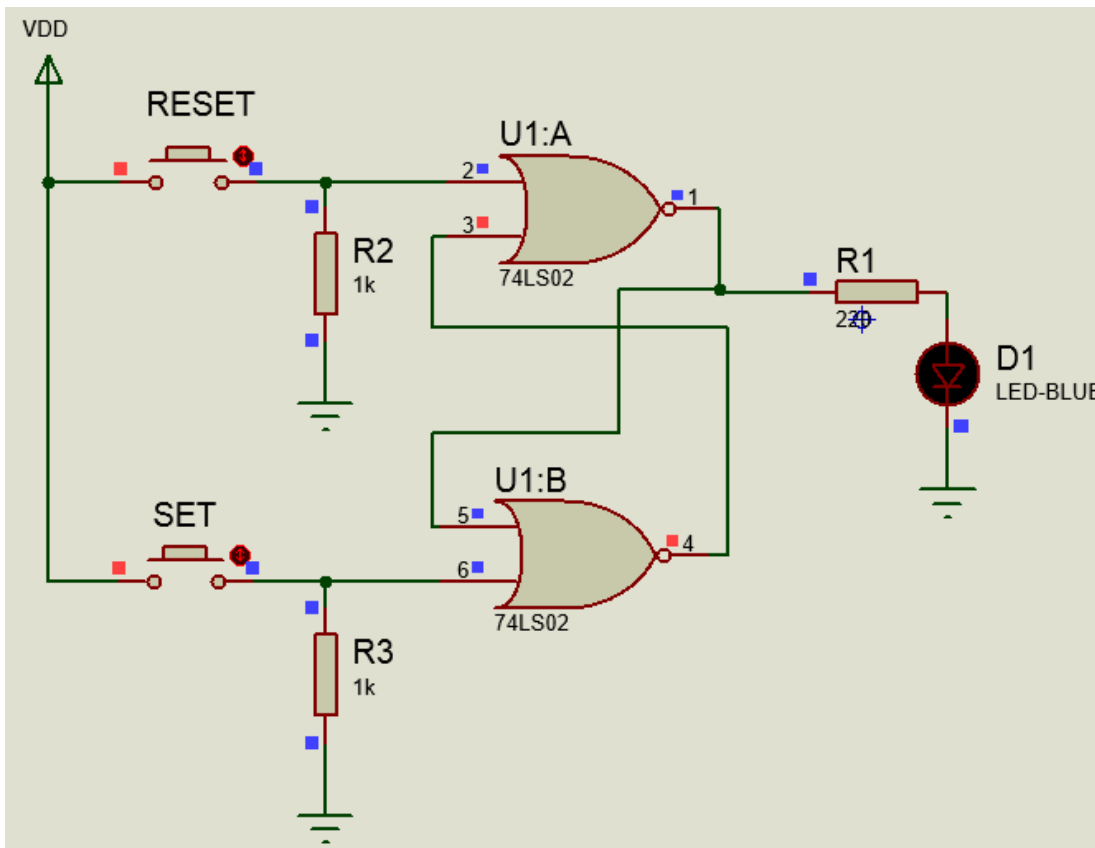 VDD
RESET
U1:A
2
3
1
74LS02
R2
1k
R1
220
D1
LED-BLUE
SET
U1:B
5
6
4
74LS02
R3
1k